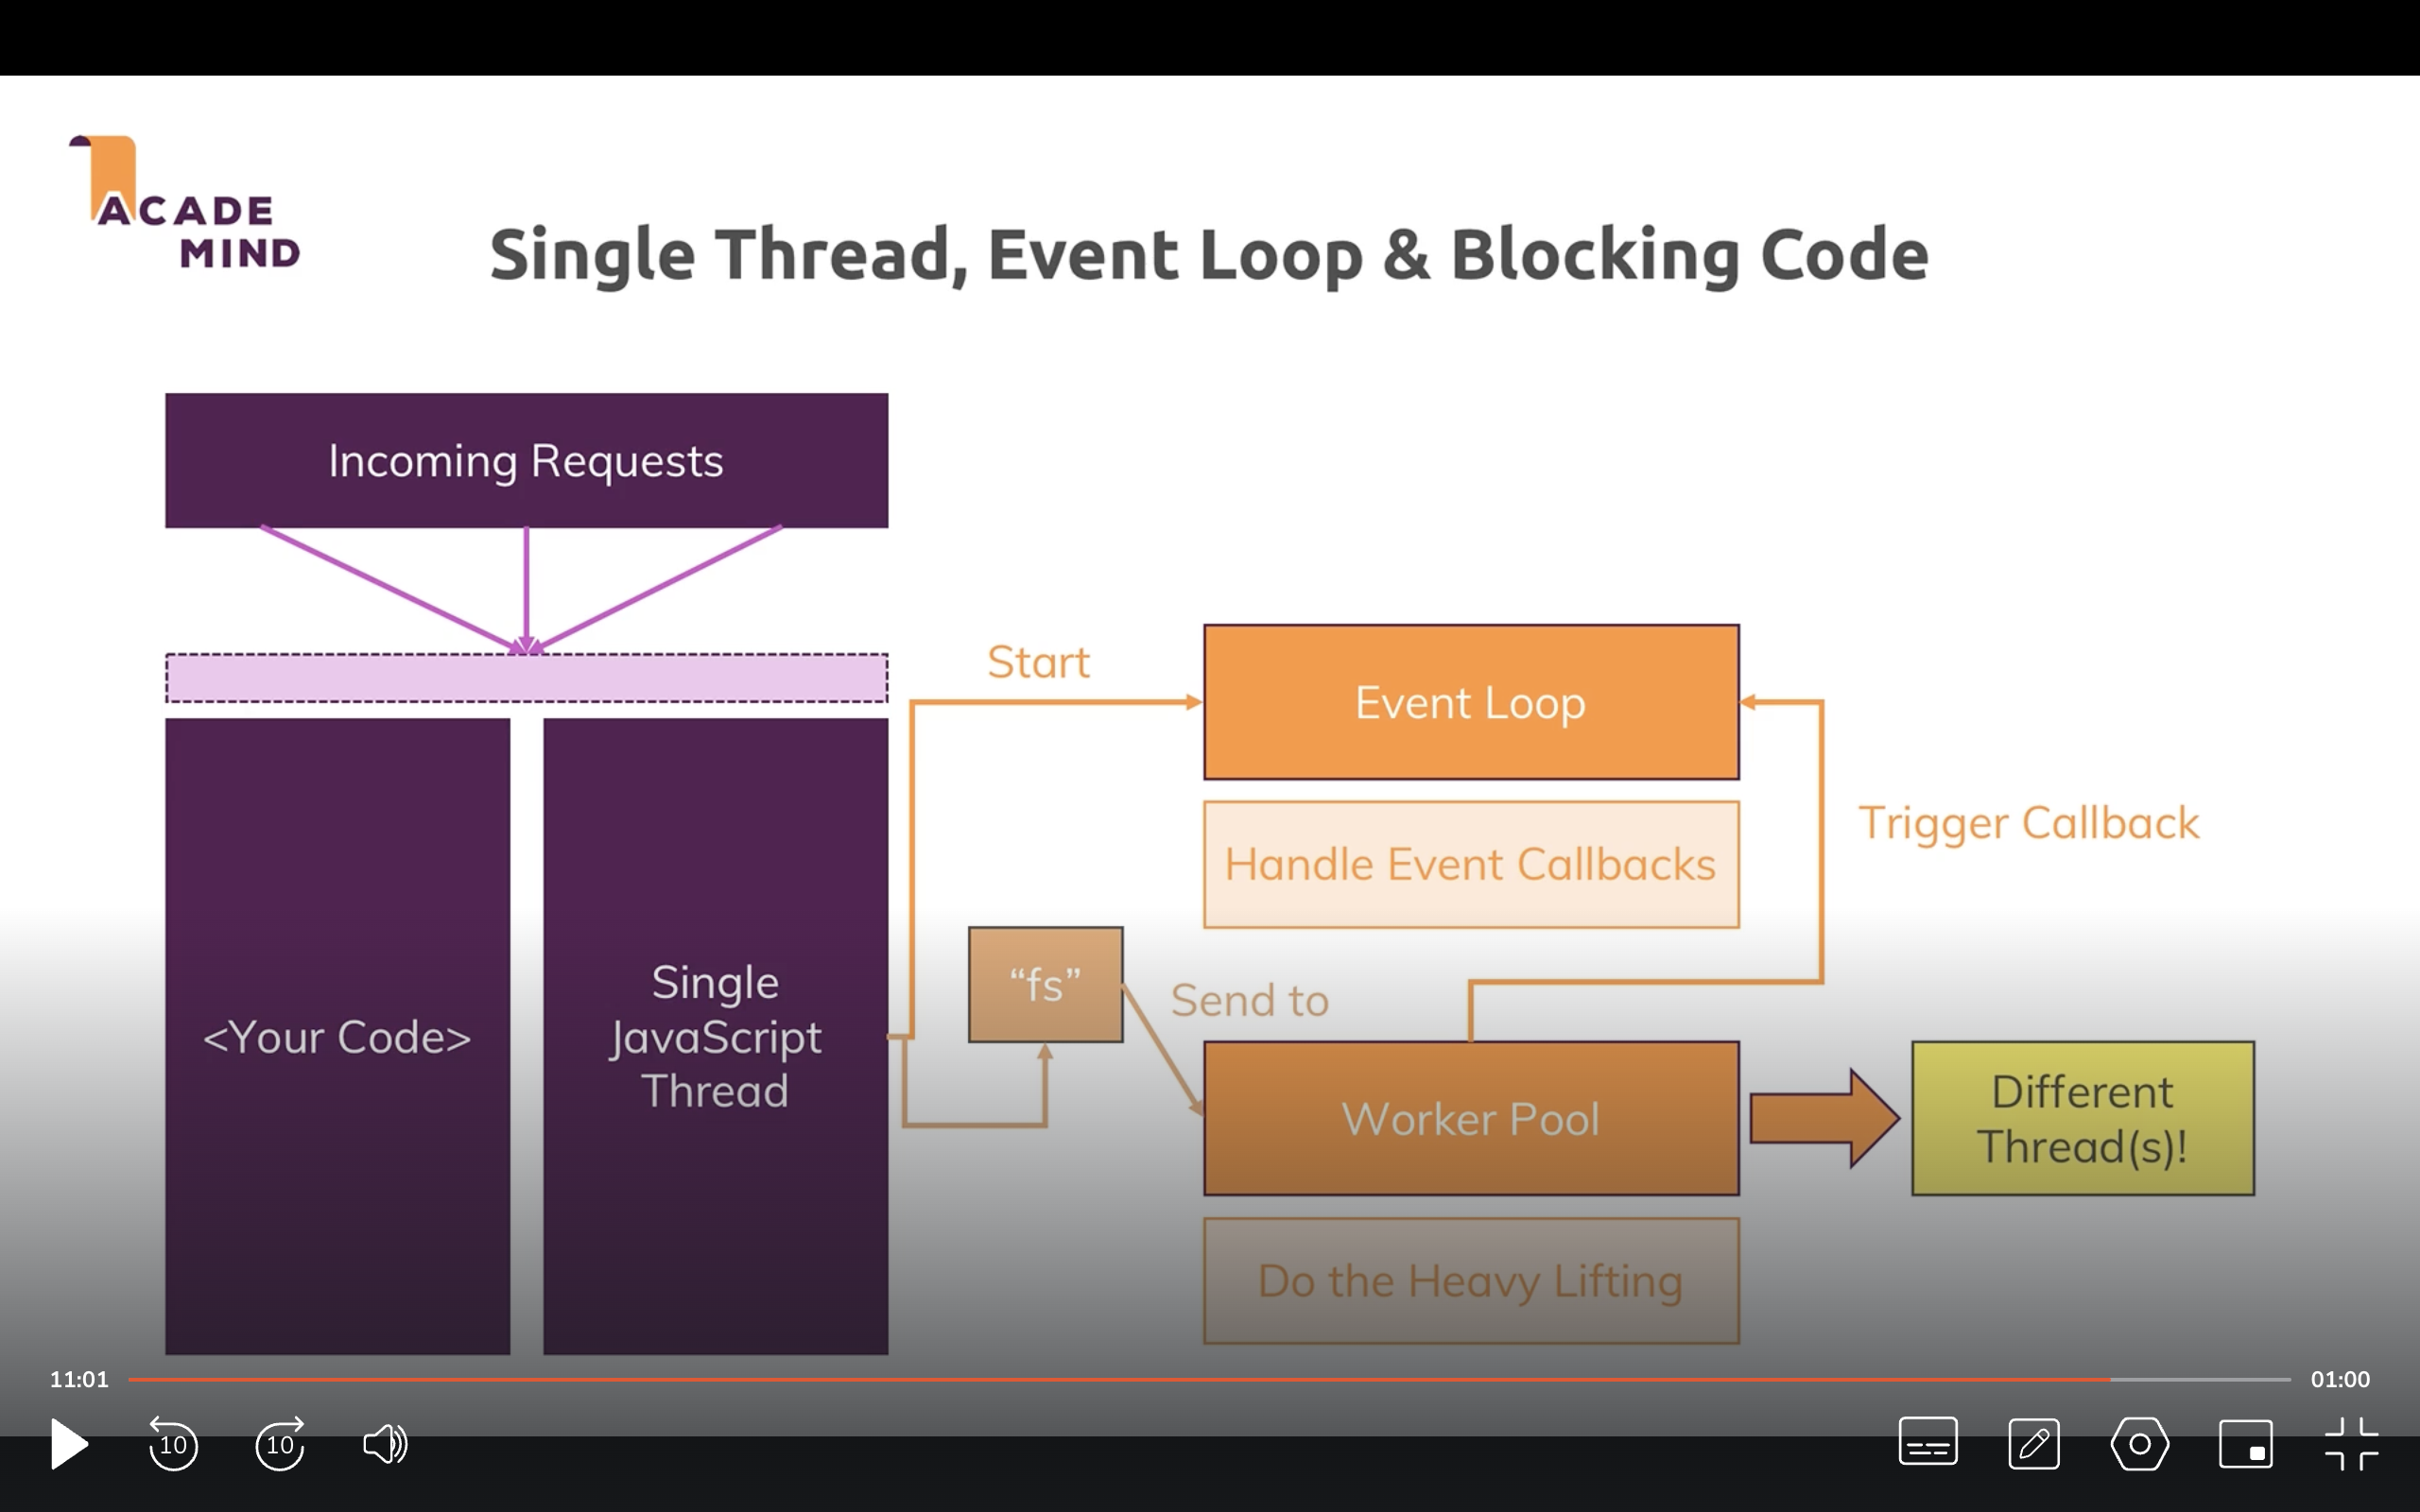 ACADE
MIND
Single Thread, Event Loop & Blocking Code
Incoming Requests
Start
Event Loop
Trigger Callback
Handle Event Callbacks
“fs”
Send to
<Your Code>
Single
JavaScript
Thread
Worker Pool
Different
Thread(s)!
Do the Heavy Lifting
11:01
01:00
10
10